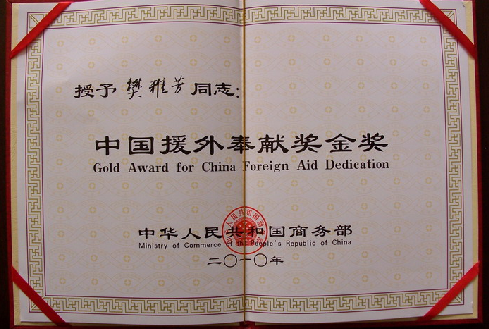 授予 樊雅芳 同志：
中国援外奉献奖金奖
Gold Award for China Foreign Aid Dedication
中华人民共和国商务部
Ministry of Commerce of the People's Republic of China
二〇一〇年